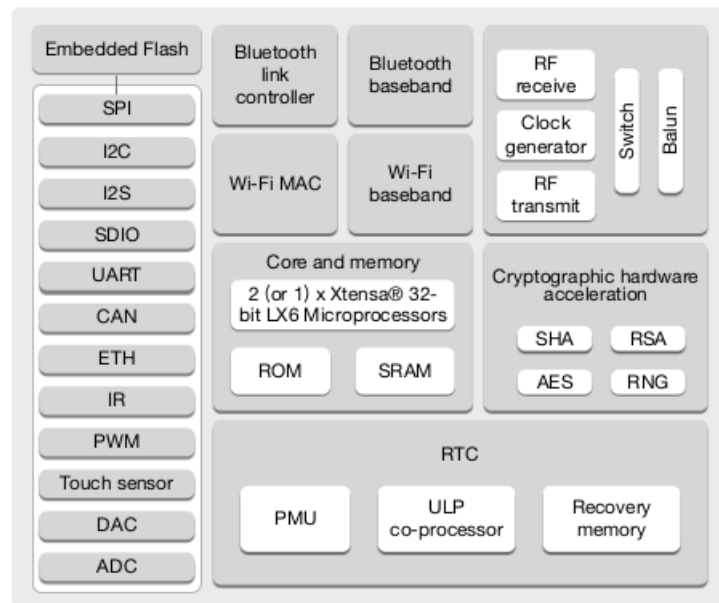 Embedded Flash
SPI
I2C
I2S
SDIO
UART
CAN
ETH
IR
PWM
Touch sensor
DAC
ADC
Bluetooth
link
controller
Bluetooth
baseband
Wi-Fi MAC
Wi-Fi
baseband
RF
receive
Clock
generator
RF
transmit
Switch
Balun
Core and memory
2 (or 1) x Xtensa® 32-
bit LX6 Microprocessors
ROM
SRAM
Cryptographic hardware
acceleration
SHA
RSA
AES
RNG
RTC
PMU
ULP
co-processor
Recovery
memory